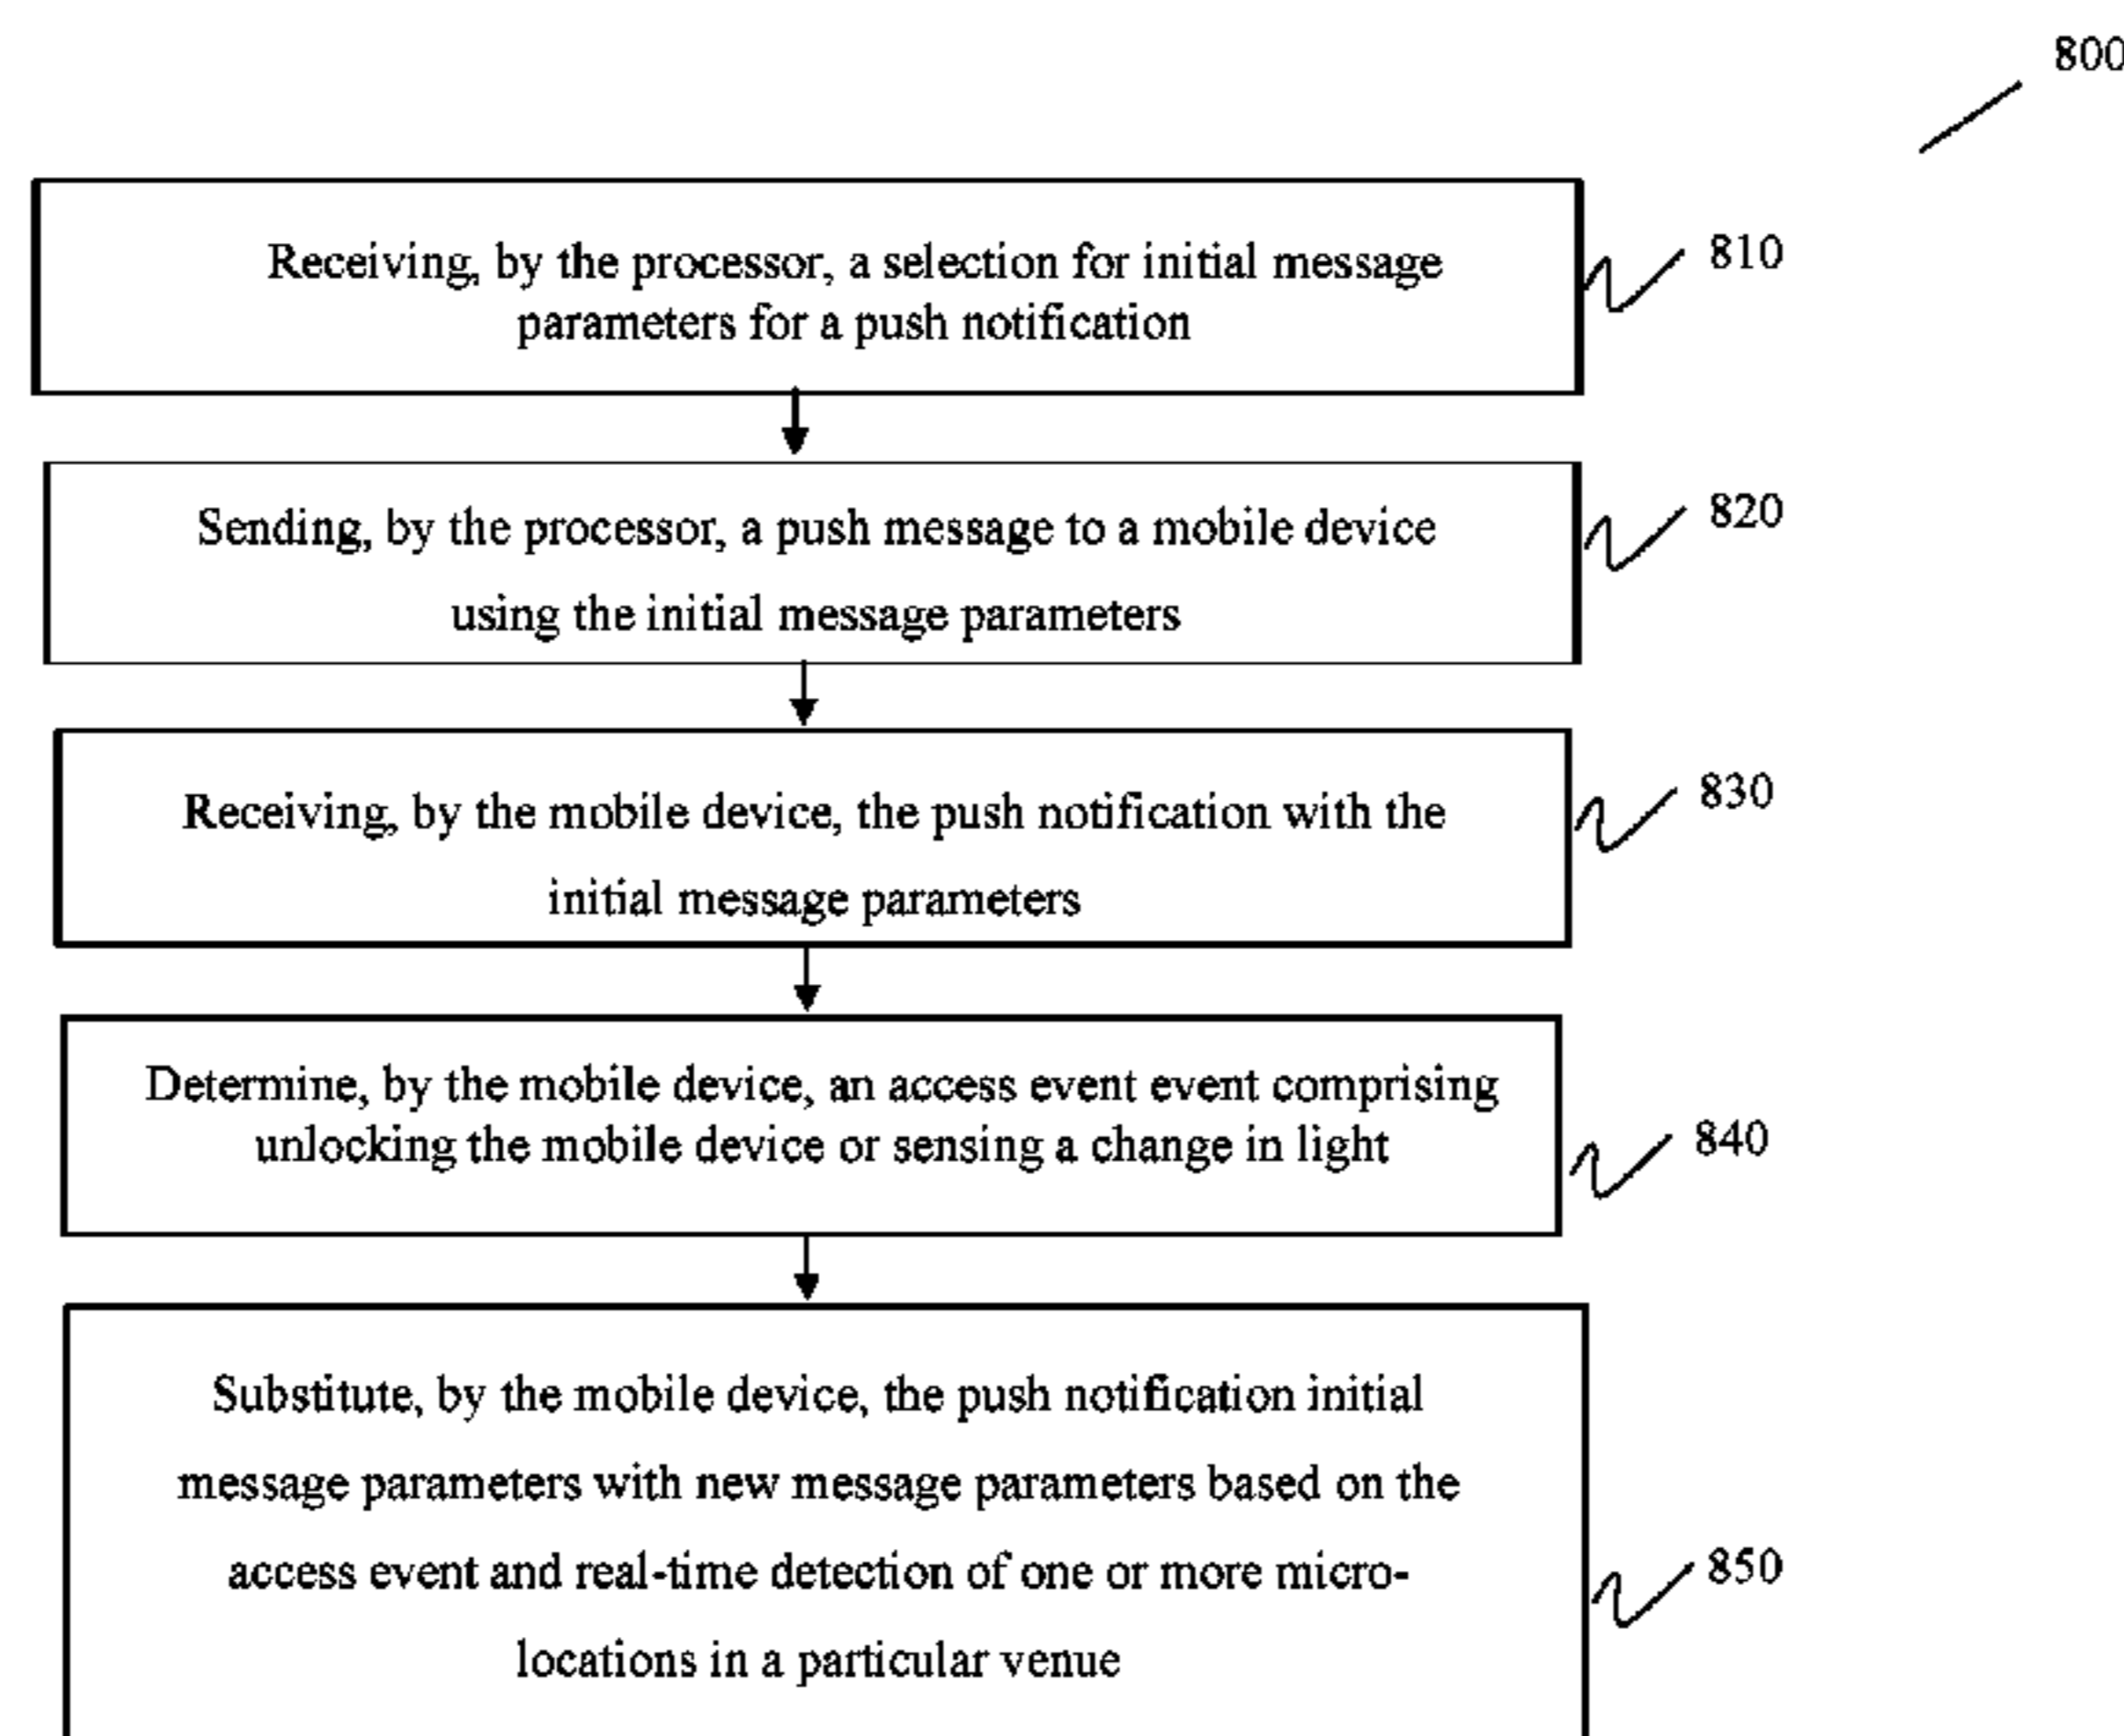 800
Receiving, by the processor, a selection for initial message
parameters for a push notification
810
Sending, by the processor, a push message to a mobile device
using the initial message parameters
820
Receiving, by the mobile device, the push notification with the
initial message parameters
830
Determine, by the mobile device, an access event event comprising
unlocking the mobile device or sensing a change in light
840
Substitute, by the mobile device, the push notification initial
message parameters with new message parameters based on the
access event and real-time detection of one or more micro-
locations in a particular venue
850